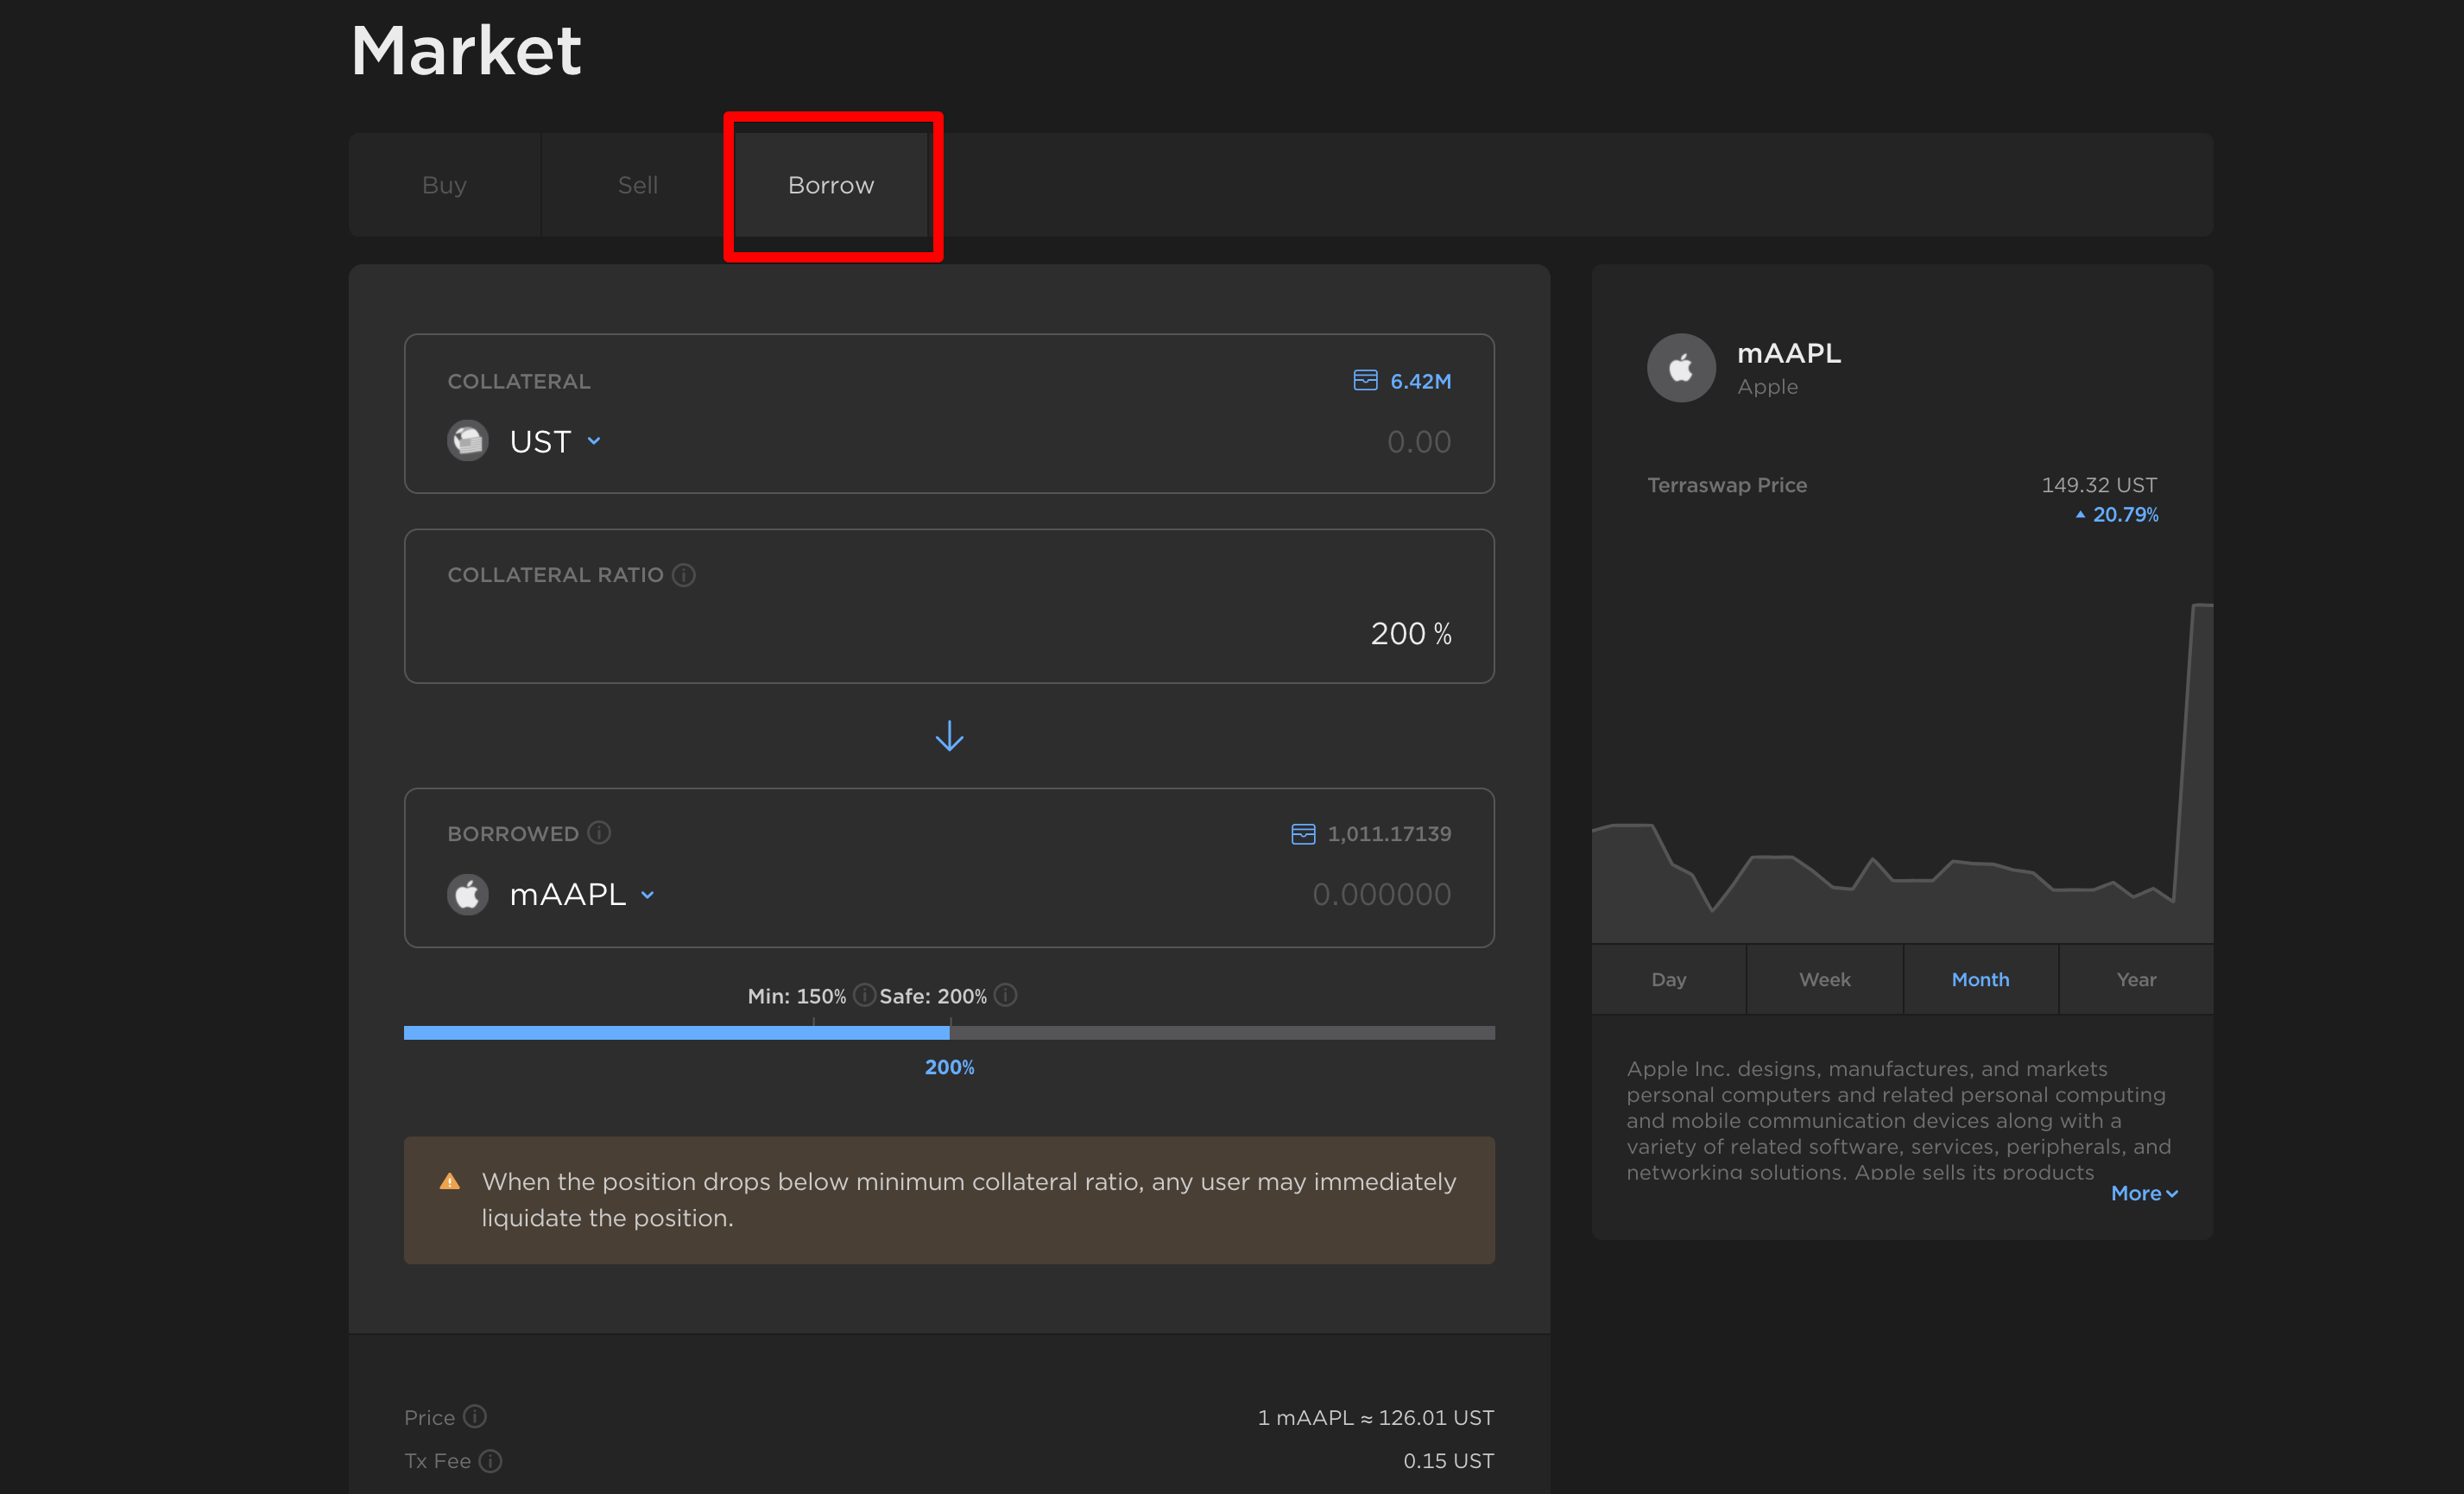 Market
Buy
Sell
Borrow
COLLATERAL
6.42M
UST
0.00
COLLATERAL RATIO
200 %
BORROWED
1,011.17139
mAAPL
0.000000
Min: 150%
Safe: 200%
200%
When the position drops below minimum collateral ratio, any user may immediately
liquidate the position.
Price
1 mAAPL ≈ 126.01 UST
Tx Fee
0.15 UST
mAAPL
Apple
Terraswap Price
149.32 UST
20.79%
Day
Week
Month
Year
Apple Inc. designs, manufactures, and markets
personal computers and related personal computing
and mobile communication devices along with a
variety of related software, services, peripherals, and
networking solutions. Apple sells its products
More